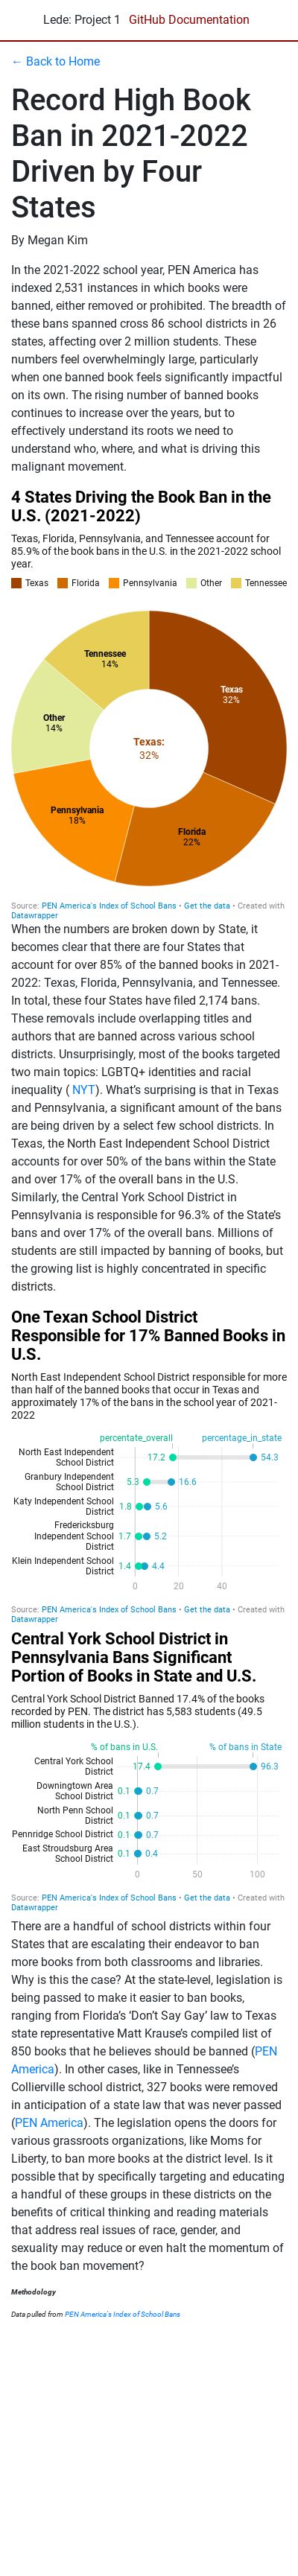 Lede: Project 1 GitHub Documentation
← Back to Home
Record High Book
Ban in 2021-2022
Driven by Four
States
By Megan Kim
In the 2021-2022 school year, PEN America has
indexed 2,531 instances in which books were
banned, either removed or prohibited. The breadth of
these bans spanned cross 86 school districts in 26
states, affecting over 2 million students. These
numbers feel overwhelmingly large, particularly
when one banned book feels significantly impactful
on its own. The rising number of banned books
continues to increase over the years, but to
effectively understand its roots we need to
understand who, where, and what is driving this
malignant movement.
4 States Driving the Book Ban in the
U.S. (2021-2022)
Texas, Florida, Pennsylvania, and Tennessee account for
85.9% of the book bans in the U.S. in the 2021-2022 school
year.
Texas Florida Pennsylvania Other Tennessee
Tennessee
14%
Texas
32%
Other
14%
Texas:
32%
Pennsylvania
18%
Florida
22%
Source: PEN America's Index of School Bans • Get the data • Created with
Datawrapper
When the numbers are broken down by State, it
becomes clear that there are four States that
account for over 85% of the banned books in 2021-
2022: Texas, Florida, Pennsylvania, and Tennessee.
In total, these four States have filed 2,174 bans.
These removals include overlapping titles and
authors that are banned across various school
districts. Unsurprisingly, most of the books targeted
two main topics: LGBTQ+ identities and racial
inequality ( NYT). What's surprising is that in Texas
and Pennsylvania, a significant amount of the bans
are being driven by a select few school districts. In
Texas, the North East Independent School District
accounts for over 50% of the bans within the State
and over 17% of the overall bans in the U.S.
Similarly, the Central York School District in
Pennsylvania is responsible for 96.3% of the State's
bans and over 17% of the overall bans. Millions of
students are still impacted by banning of books, but
the growing list is highly concentrated in specific
districts.
One Texan School District
Responsible for 17% Banned Books in
U.S.
North East Independent School District responsible for more
than half of the banned books that occur in Texas and
approximately 17% of the bans in the school year of 2021-
2022
percentate_overall percentage_in_state
North East Independent
School District 17.2 54.3
Granbury Independent
School District 5.3 16.6
Katy Independent School
District 1.8 5.6
Fredericksburg
Independent School
District 1.7 5.2
Klein Independent School
District 1.4 4.4
0 20 40
Source: PEN America's Index of School Bans • Get the data • Created with
Datawrapper
Central York School District in
Pennsylvania Bans Significant
Portion of Books in State and U.S.
Central York School District Banned 17.4% of the books
recorded by PEN. The district has 5,583 students (49.5
million students in the U.S.).
% of bans in U.S. % of bans in State
Central York School
District 17.4 96.3
Downingtown Area
School District 0.1 0.7
North Penn School
District 0.1 0.7
Pennridge School District 0.1 0.7
East Stroudsburg Area
School District 0.1 0.4
0 50 100
Source: PEN America's Index of School Bans • Get the data • Created with
Datawrapper
There are a handful of school districts within four
States that are escalating their endeavor to ban
more books from both classrooms and libraries.
Why is this the case? At the state-level, legislation is
being passed to make it easier to ban books,
ranging from Florida's 'Don't Say Gay' law to Texas
state representative Matt Krause's compiled list of
850 books that he believes should be banned (PEN
America). In other cases, like in Tennessee's
Collierville school district, 327 books were removed
in anticipation of a state law that was never passed
(PEN America). The legislation opens the doors for
various grassroots organizations, like Moms for
Liberty, to ban more books at the district level. Is it
possible that by specifically targeting and educating
a handful of these groups in these districts on the
benefits of critical thinking and reading materials
that address real issues of race, gender, and
sexuality may reduce or even halt the momentum of
the book ban movement?
Methodology
Data pulled from PEN America's Index of School Bans